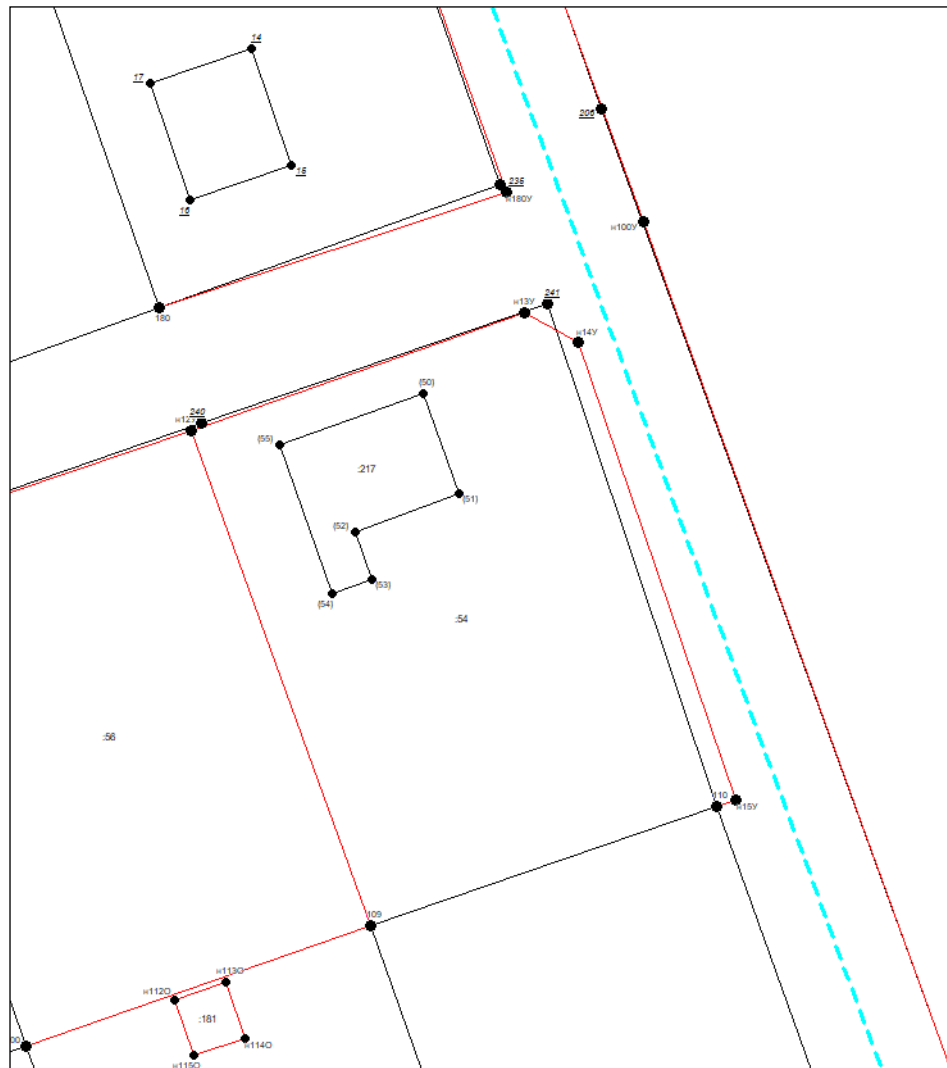 14
17
15
16
206
235
н180У
н100У
180
241
н13У
н14У
240
н12У
(50)
(55)
:217
(51)
(52)
(53)
(54)
:54
:56
110
н15У
109
н113О
н112О
:181
н114О
н115О